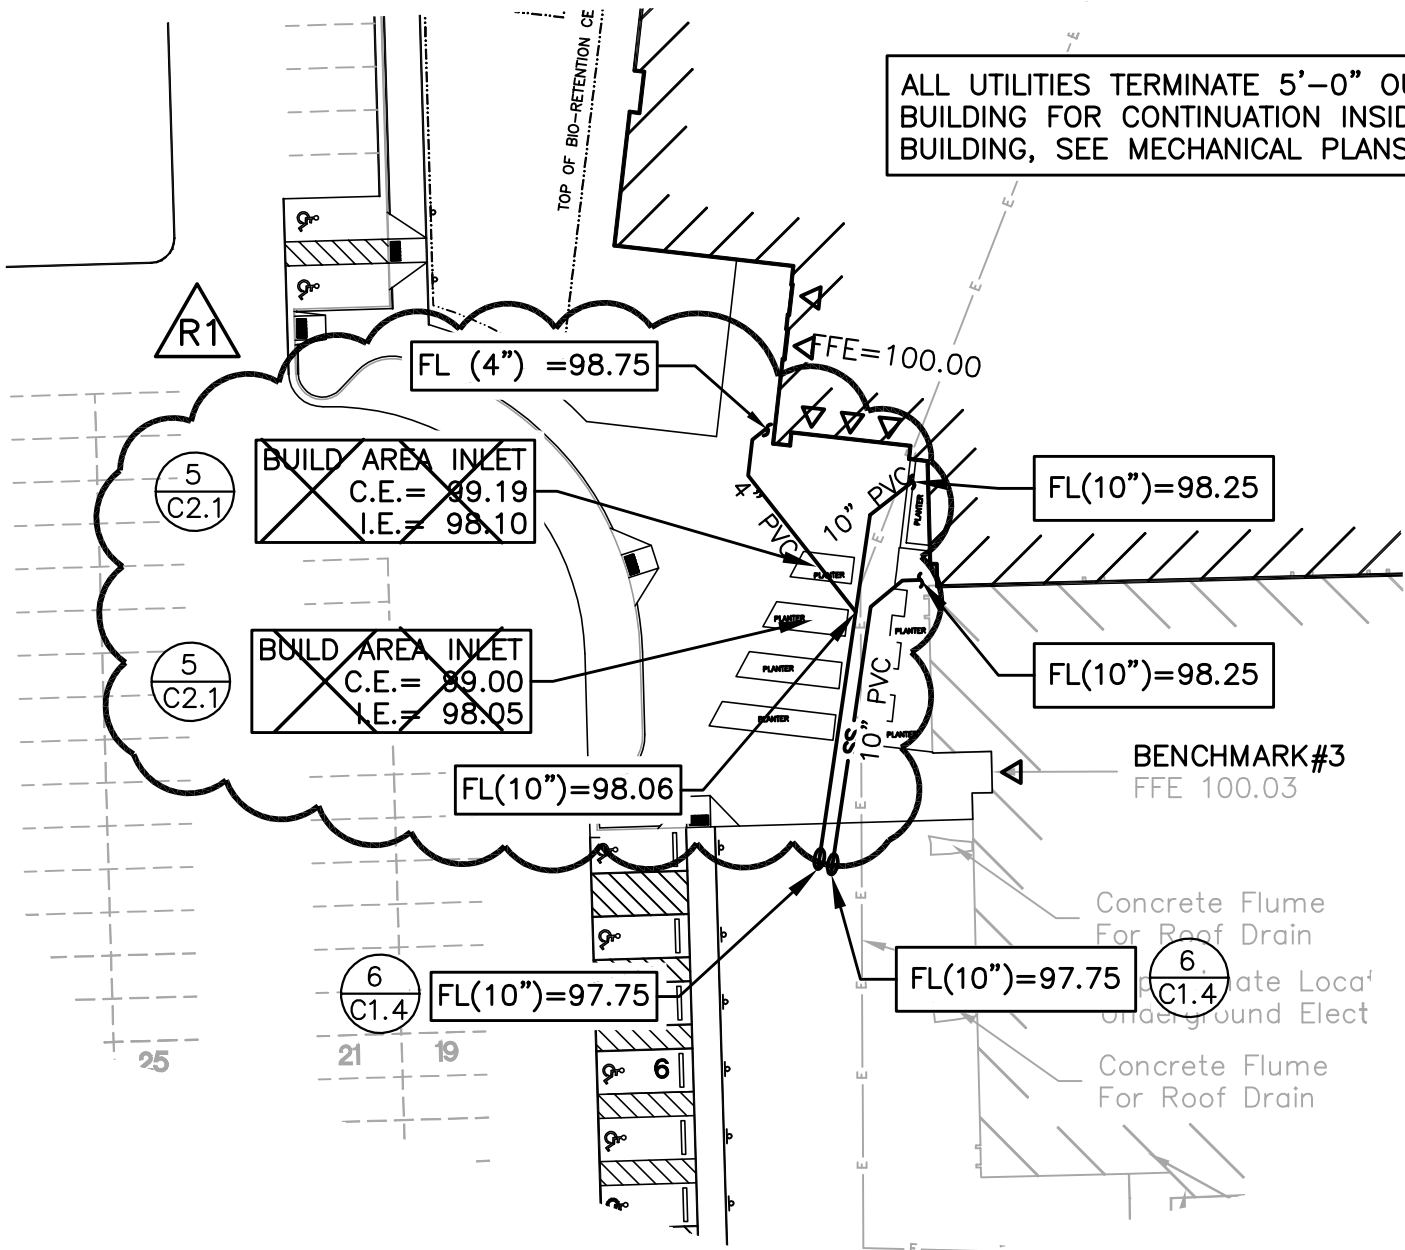 TOP OF BIO-RETENTION CE
ALL UTILITIES TERMINATE 5'-0" OU
BUILDING FOR CONTINUATION INSID
BUILDING, SEE MECHANICAL PLANS
E
E
E
R1
FL (4") =98.75
FFE=100.00
E
5
C2.1
BUILD AREA INLET
C.E.= 99.19
I.E.= 98.10
4" PVC
10" PVC
PLANTER
FL(10")=98.25
E
PLANTER
E
PLANTER
PLANTER
5
C2.1
BUILD AREA INLET
C.E.= 99.00
I.E.= 98.05
PLANTER
10" PVC
FL(10")=98.25
PLANTER
PLANTER
FL(10")=98.06
BENCHMARK#3
FFE 100.03
E
E
Concrete Flume
For Roof Drain
6
C1.4
FL(10")=97.75
FL(10")=97.75
6
C1.4
ate Loca
Underground Elect
25
21
19
6
E
Concrete Flume
For Roof Drain
E
E